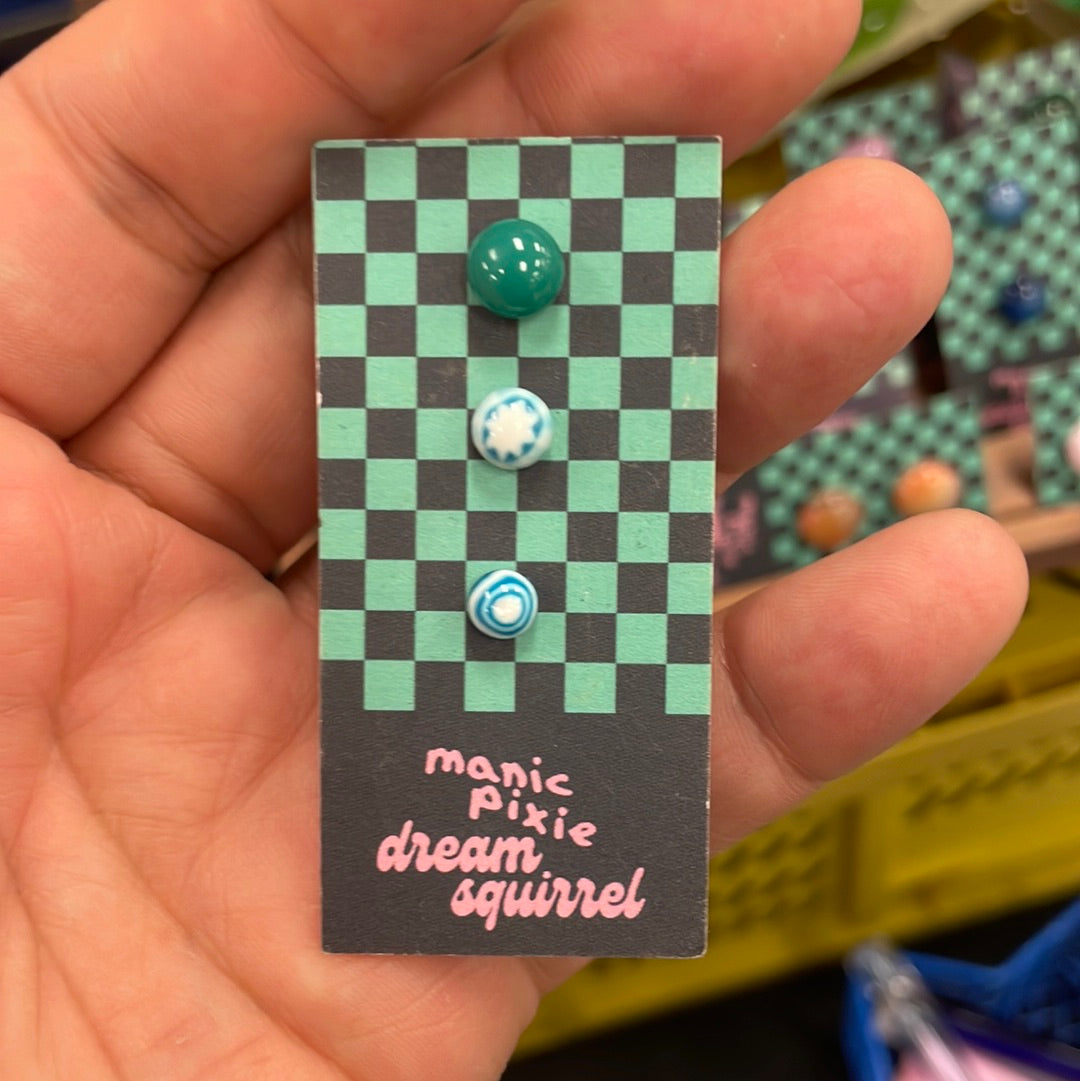 manic
pixie
dream
squirrel